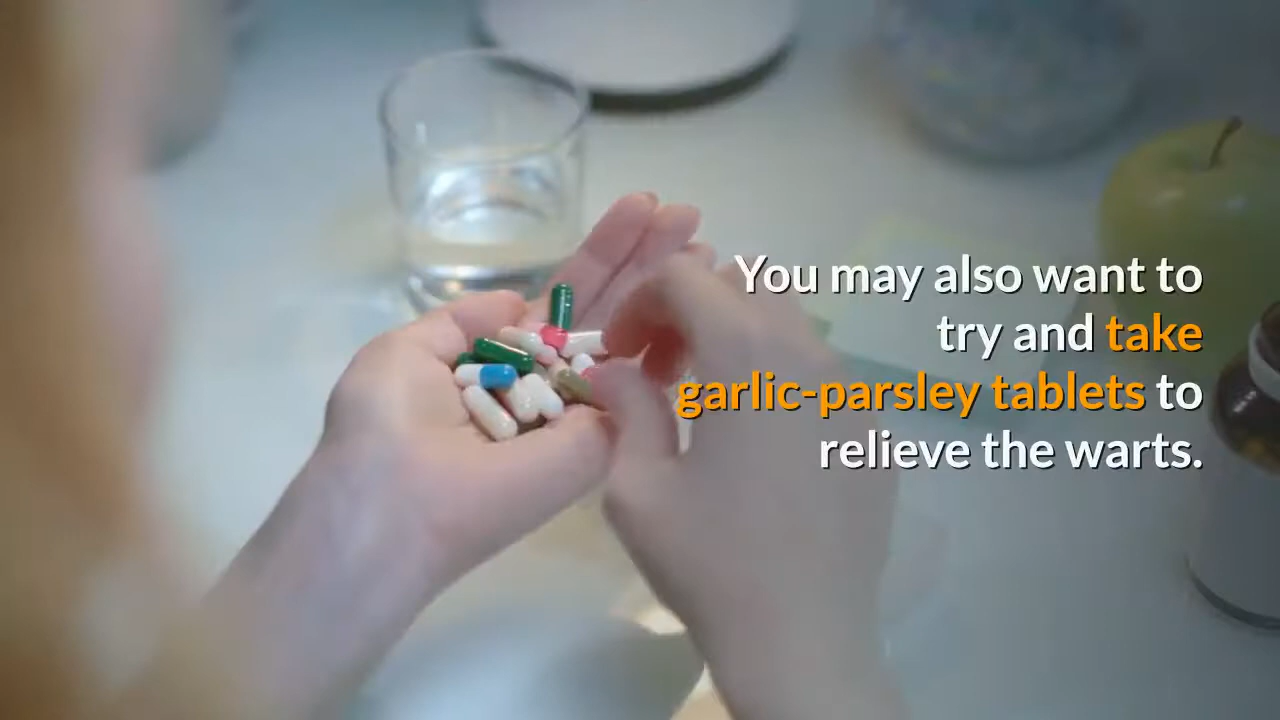 You may also want to
try and take
garlic-parsley tablets to
relieve the warts.